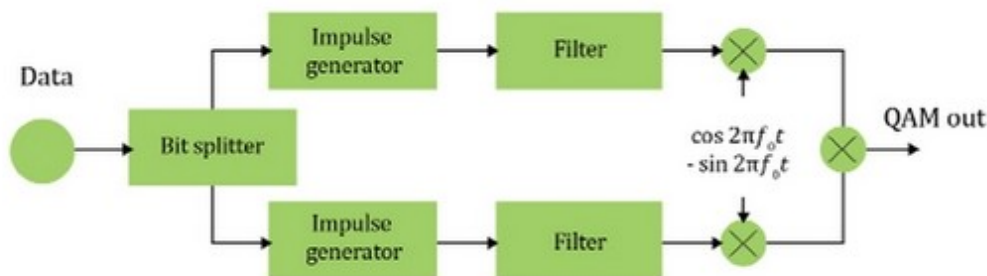 Data
Bit splitter
Impulse
generator
Filter
Impulse
generator
Filter
cos 2πf₀t
- sin 2πf₀t
QAM out